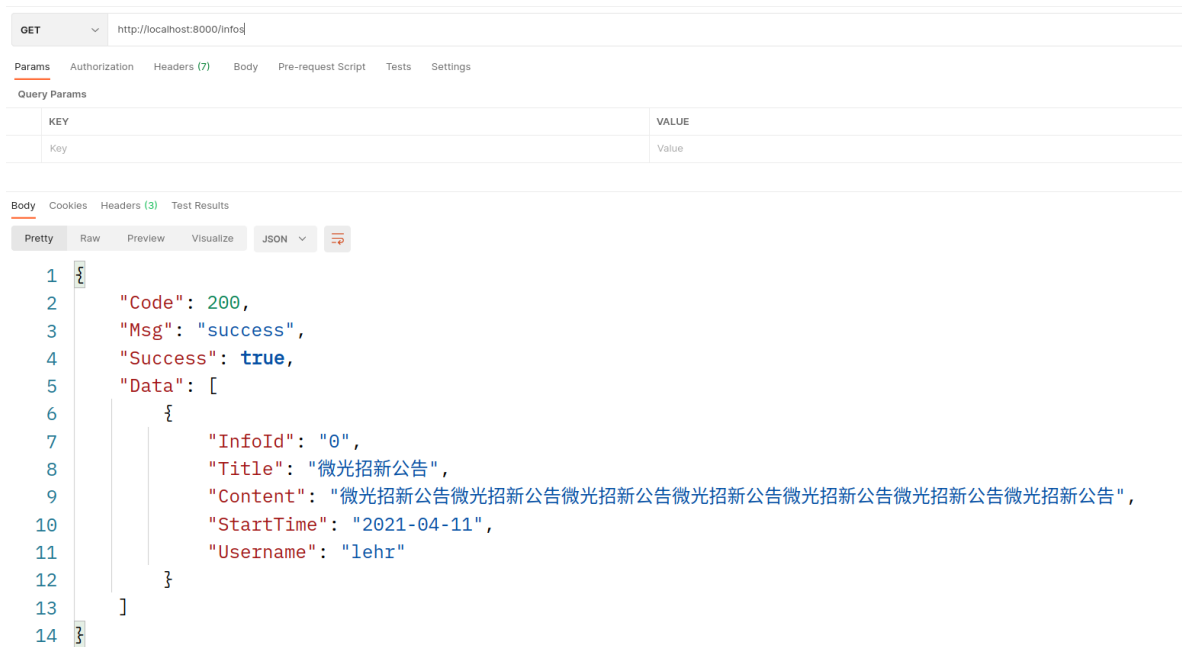 GET http://localhost:8000/infos
Params Authorization Headers (7) Body Pre-request Script Tests Settings
Query Params
KEY VALUE
Key Value
Body Cookies Headers (3) Test Results
Pretty Raw Preview Visualize JSON
1 {
2 "Code": 200,
3 "Msg": "success",
4 "Success": true,
5 "Data": [
6 {
7 "InfoId": "0",
8 "Title": "微光招新公告",
9 "Content": "微光招新公告微光招新公告微光招新公告微光招新公告微光招新公告微光招新公告微光招新公告",
10 "StartTime": "2021-04-11",
11 "Username": "lehr"
12 }
13 ]
14 }